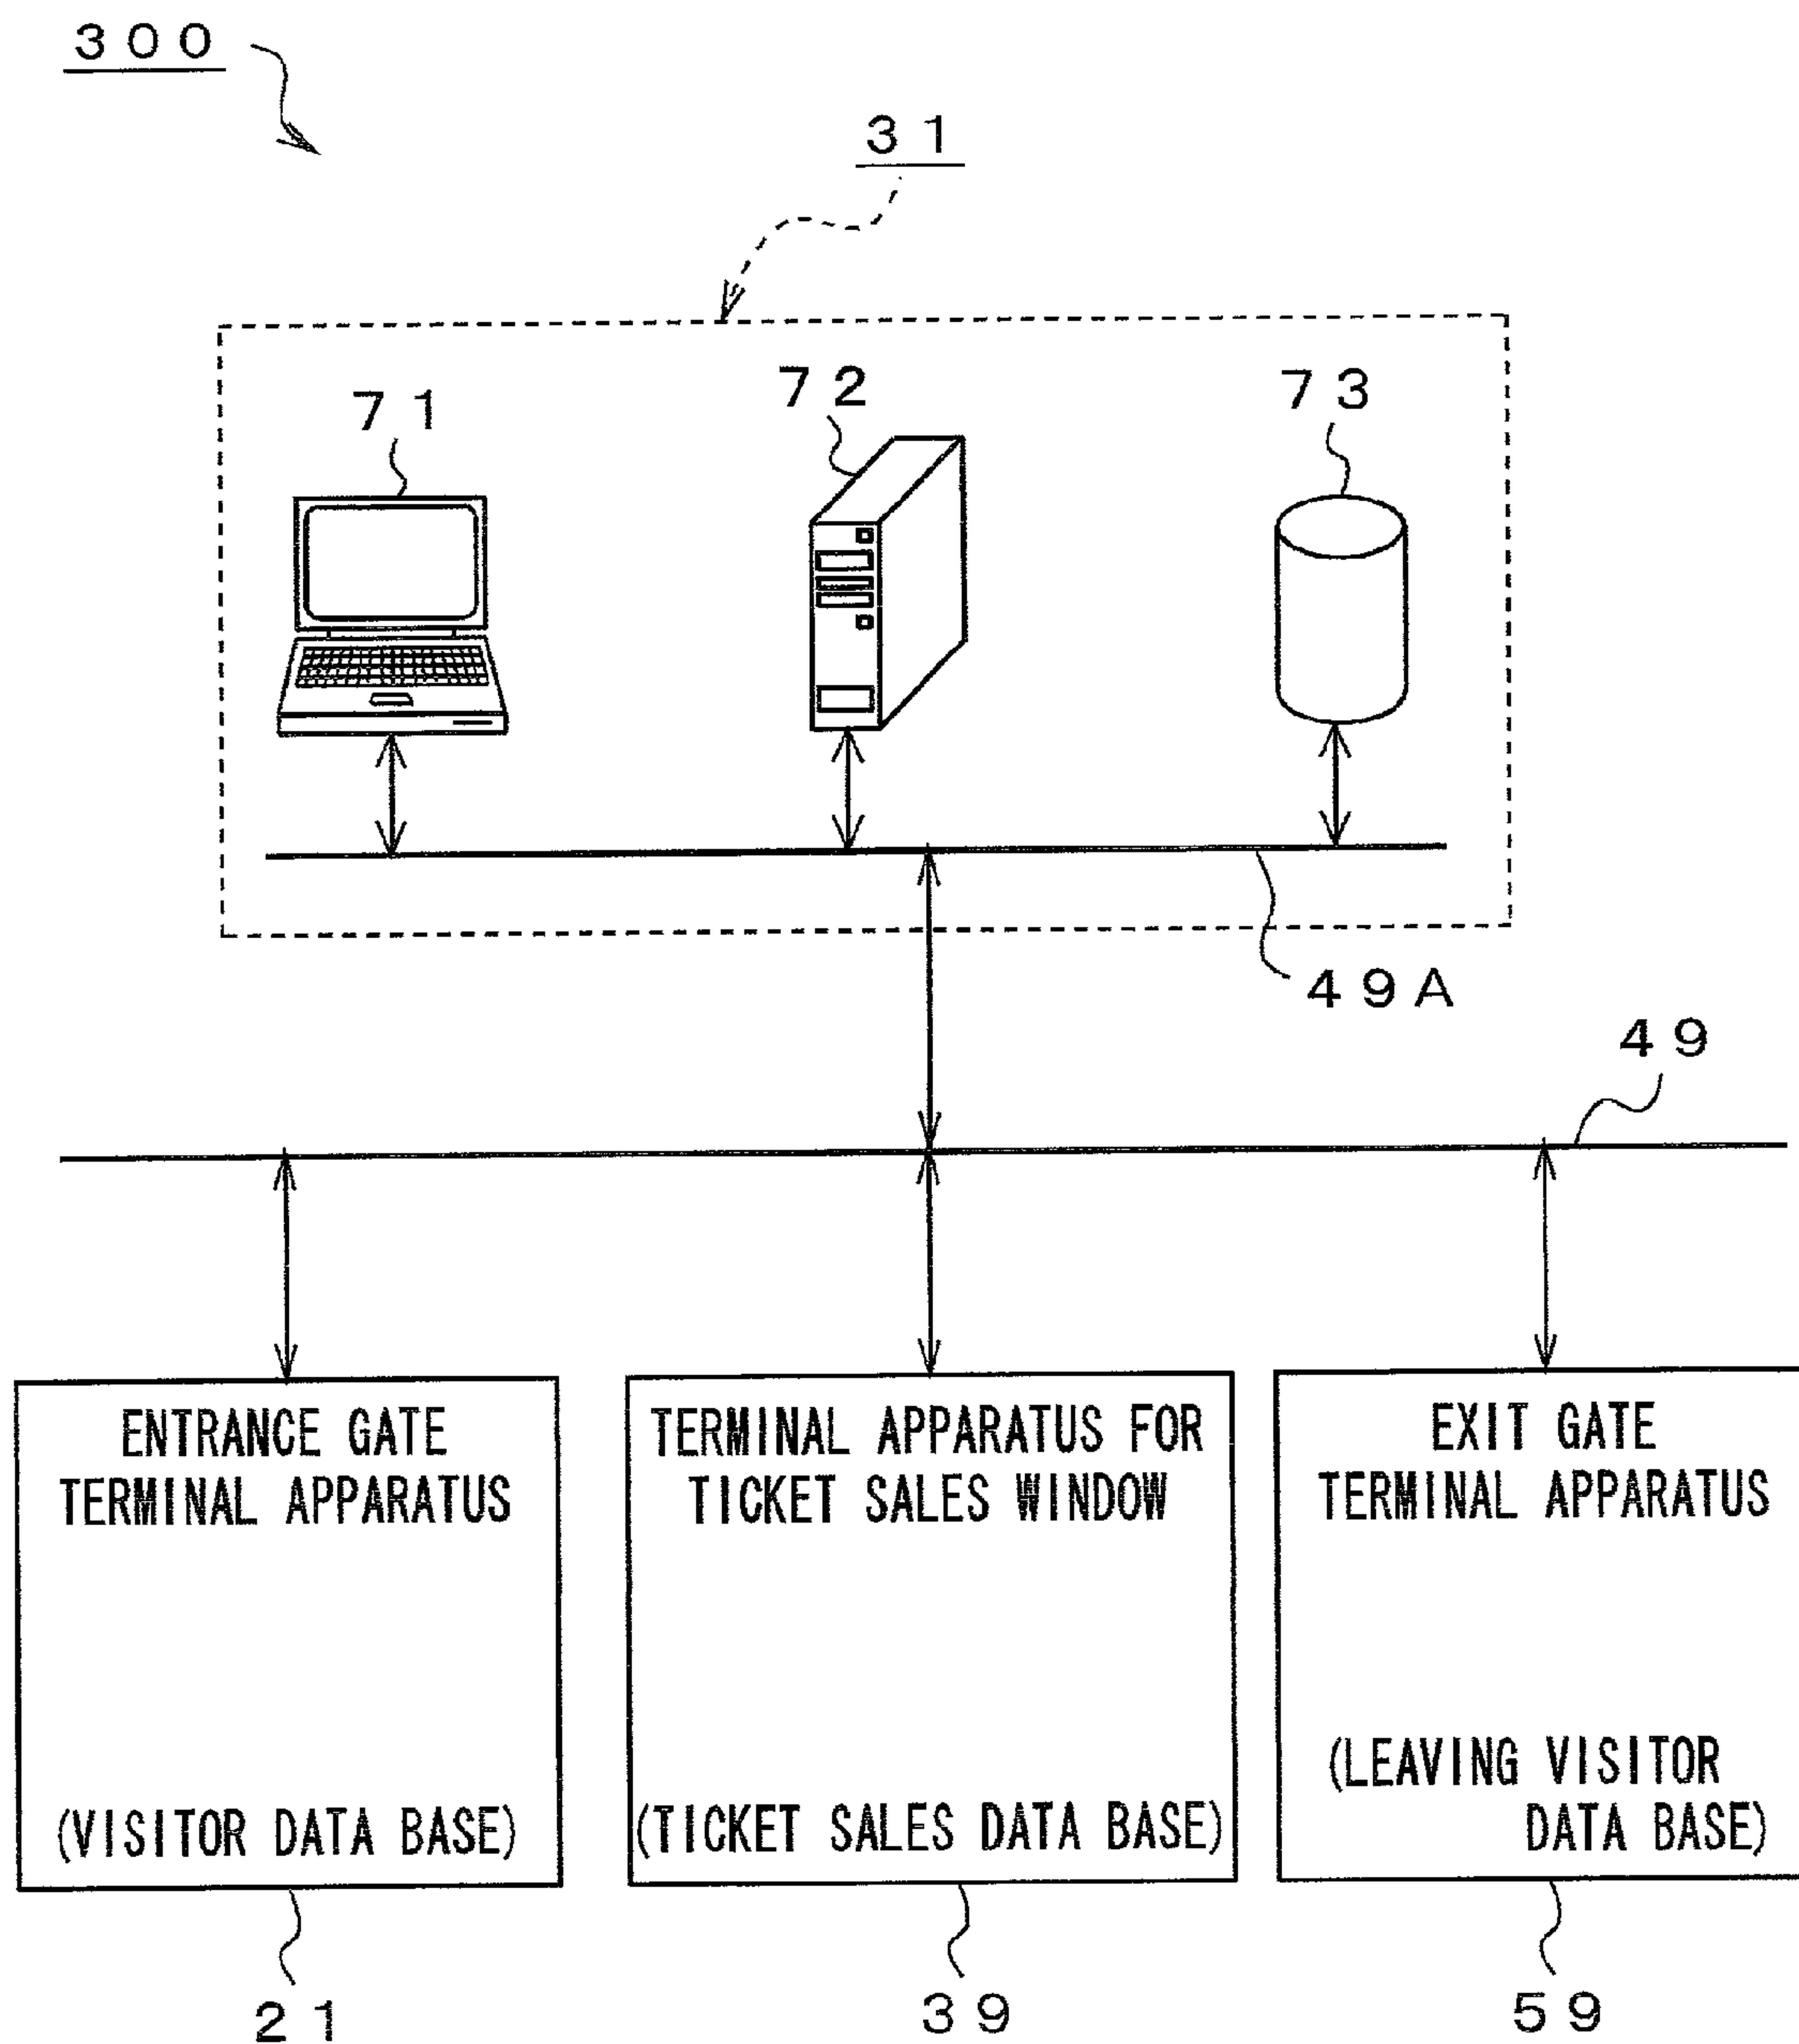 300
31
71
72
73
49A
49
ENTRANCE GATE
TERMINAL APPARATUS
(VISITOR DATA BASE)
TERMINAL APPARATUS FOR
TICKET SALES WINDOW
(TICKET SALES DATA BASE)
EXIT GATE
TERMINAL APPARATUS
(LEAVING VISITOR
DATA BASE)
21
39
59